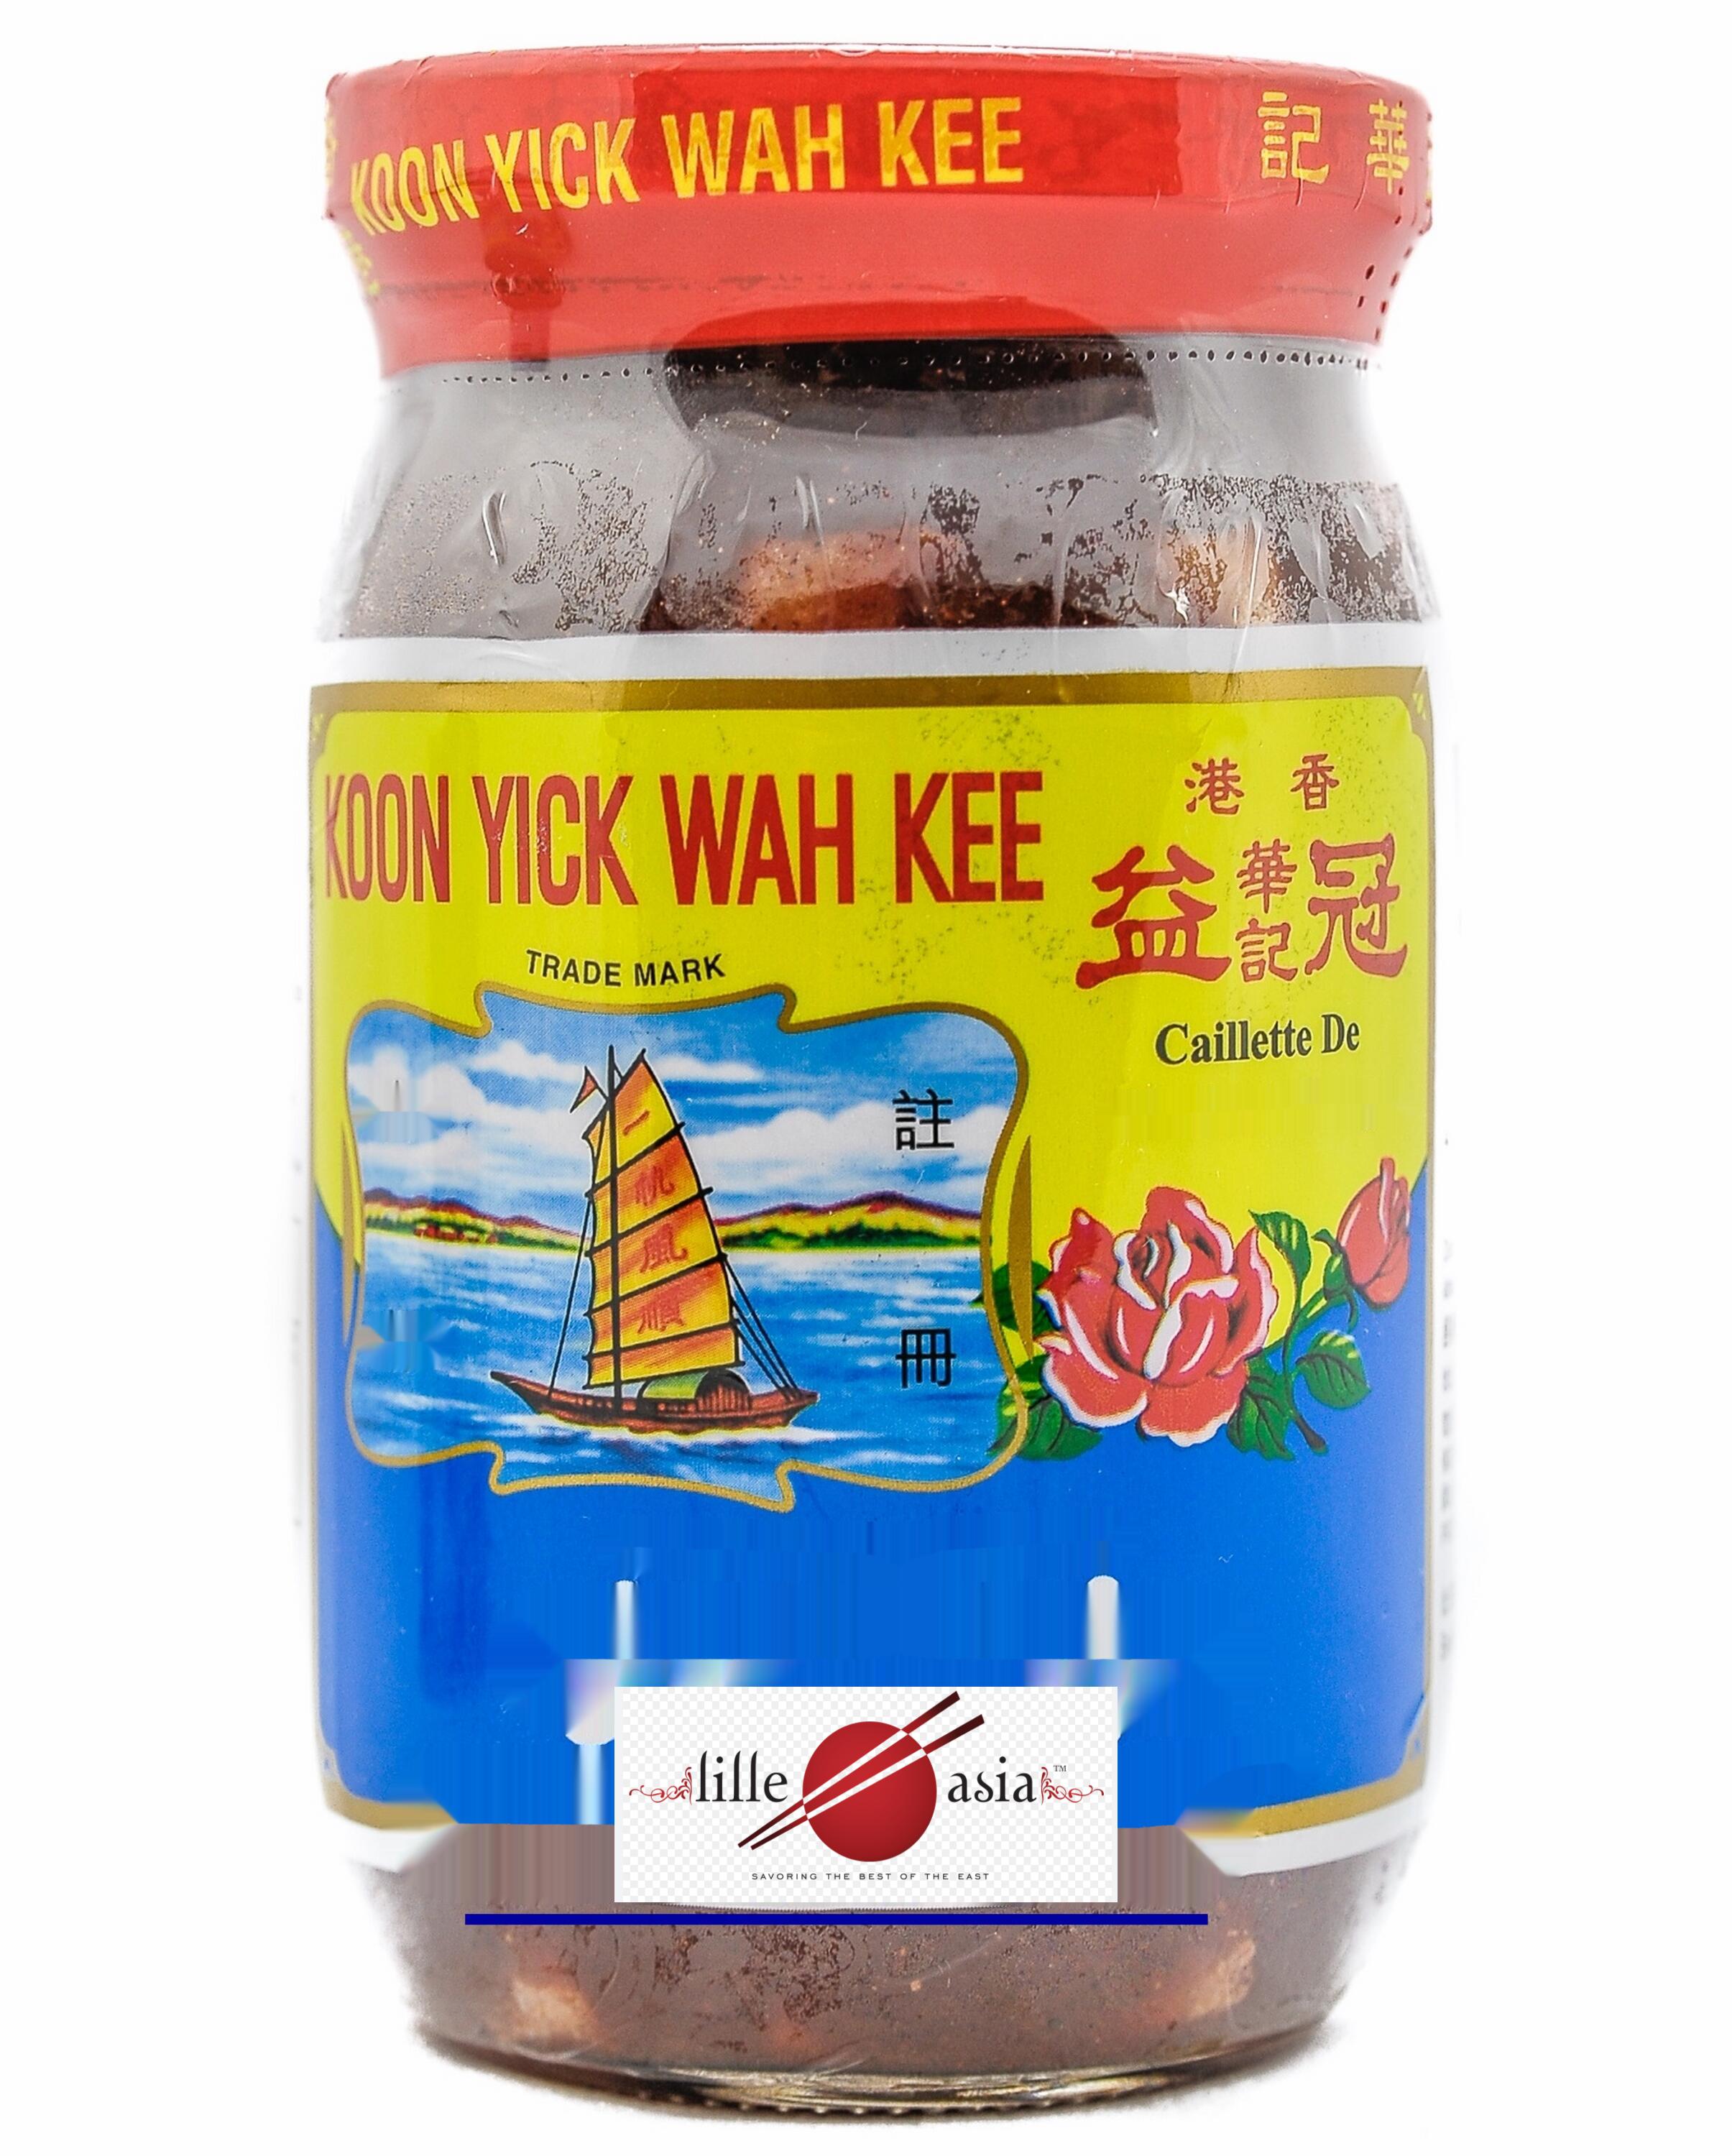 KOON YICK WAH KEE
記 華
KOON YICK WAH KEE
港 香
益 華記 冠
TRADE MARK
Caillette De
註
冊
一
帆
風
順
lille asia™
SAVORING THE BEST OF THE EAST